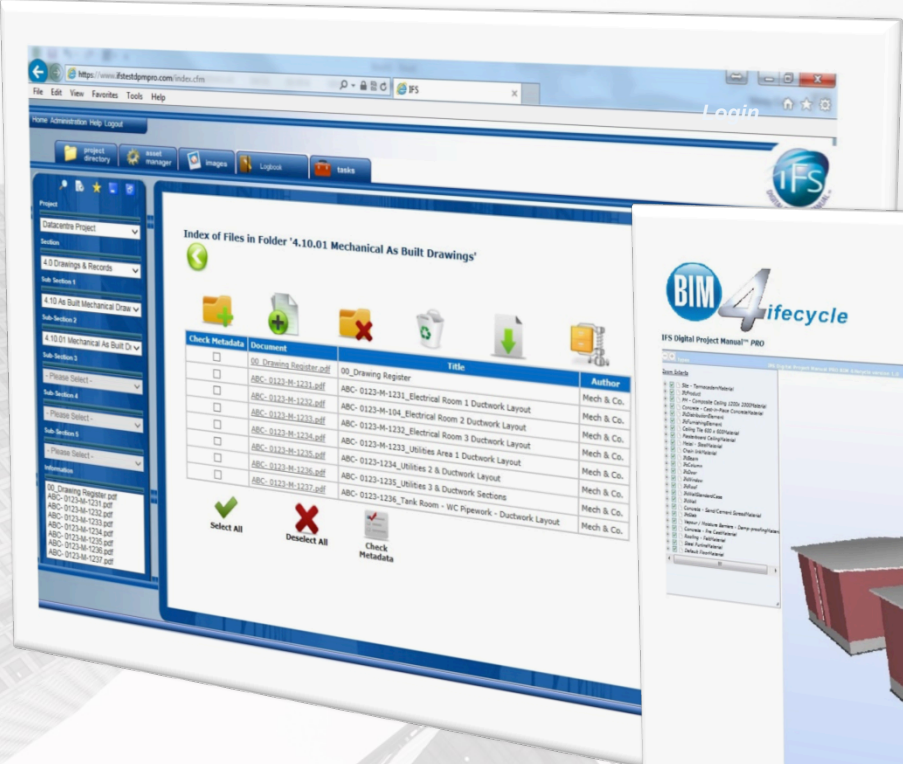 https://www.ifstestdpmpro.com/index.cfm
IFS
X
File Edit View Favorites Tools Help
Login
Home Administration Help Logout
project directory
asset manager
images
Logbook
tasks
iFS
Project
Datacentre Project
Section
4.0 Drawings & Records
Sub-Section 1
4.10 As Built Mechanical Draw
Sub-Section 2
4.10.01 Mechanical As Built Dr
Sub-Section 3
- Please Select -
Sub-Section 4
- Please Select -
Sub-Section 5
- Please Select -
Information
00_Drawing Register.pdf
ABC- 0123-M-1231.pdf
ABC- 0123-M-1232.pdf
ABC- 0123-M-1233.pdf
ABC- 0123-M-1234.pdf
ABC- 0123-M-1235.pdf
ABC- 0123-M-1236.pdf
ABC- 0123-M-1237.pdf
Index of Files in Folder '4.10.01 Mechanical As Built Drawings'
Check Metadata Document Title Author
00_Drawing Register.pdf 00_Drawing Register Mech & Co.
ABC- 0123-M-1231.pdf ABC- 0123-M-1231_Electrical Room 1 Ductwork Layout Mech & Co.
ABC- 0123-M-1232.pdf ABC- 0123-M-104_Electrical Room 2 Ductwork Layout Mech & Co.
ABC- 0123-M-1233.pdf ABC- 0123-M-1232_Electrical Room 3 Ductwork Layout Mech & Co.
ABC- 0123-M-1234.pdf ABC- 0123-M-1233_Utilities Area 1 Ductwork Layout Mech & Co.
ABC- 0123-M-1235.pdf ABC- 0123-1234_Utilities 2 & Ductwork Layout Mech & Co.
ABC- 0123-M-1236.pdf ABC- 0123-1235_Utilities 3 & Ductwork Sections Mech & Co.
ABC- 0123-M-1237.pdf ABC- 0123-1236_Tank Room - WC Pipework - Ductwork Layout Mech & Co.
Select All
Deselect All
Check Metadata
BIM 4 lifecycle
IFS Digital Project Manual™ PRO